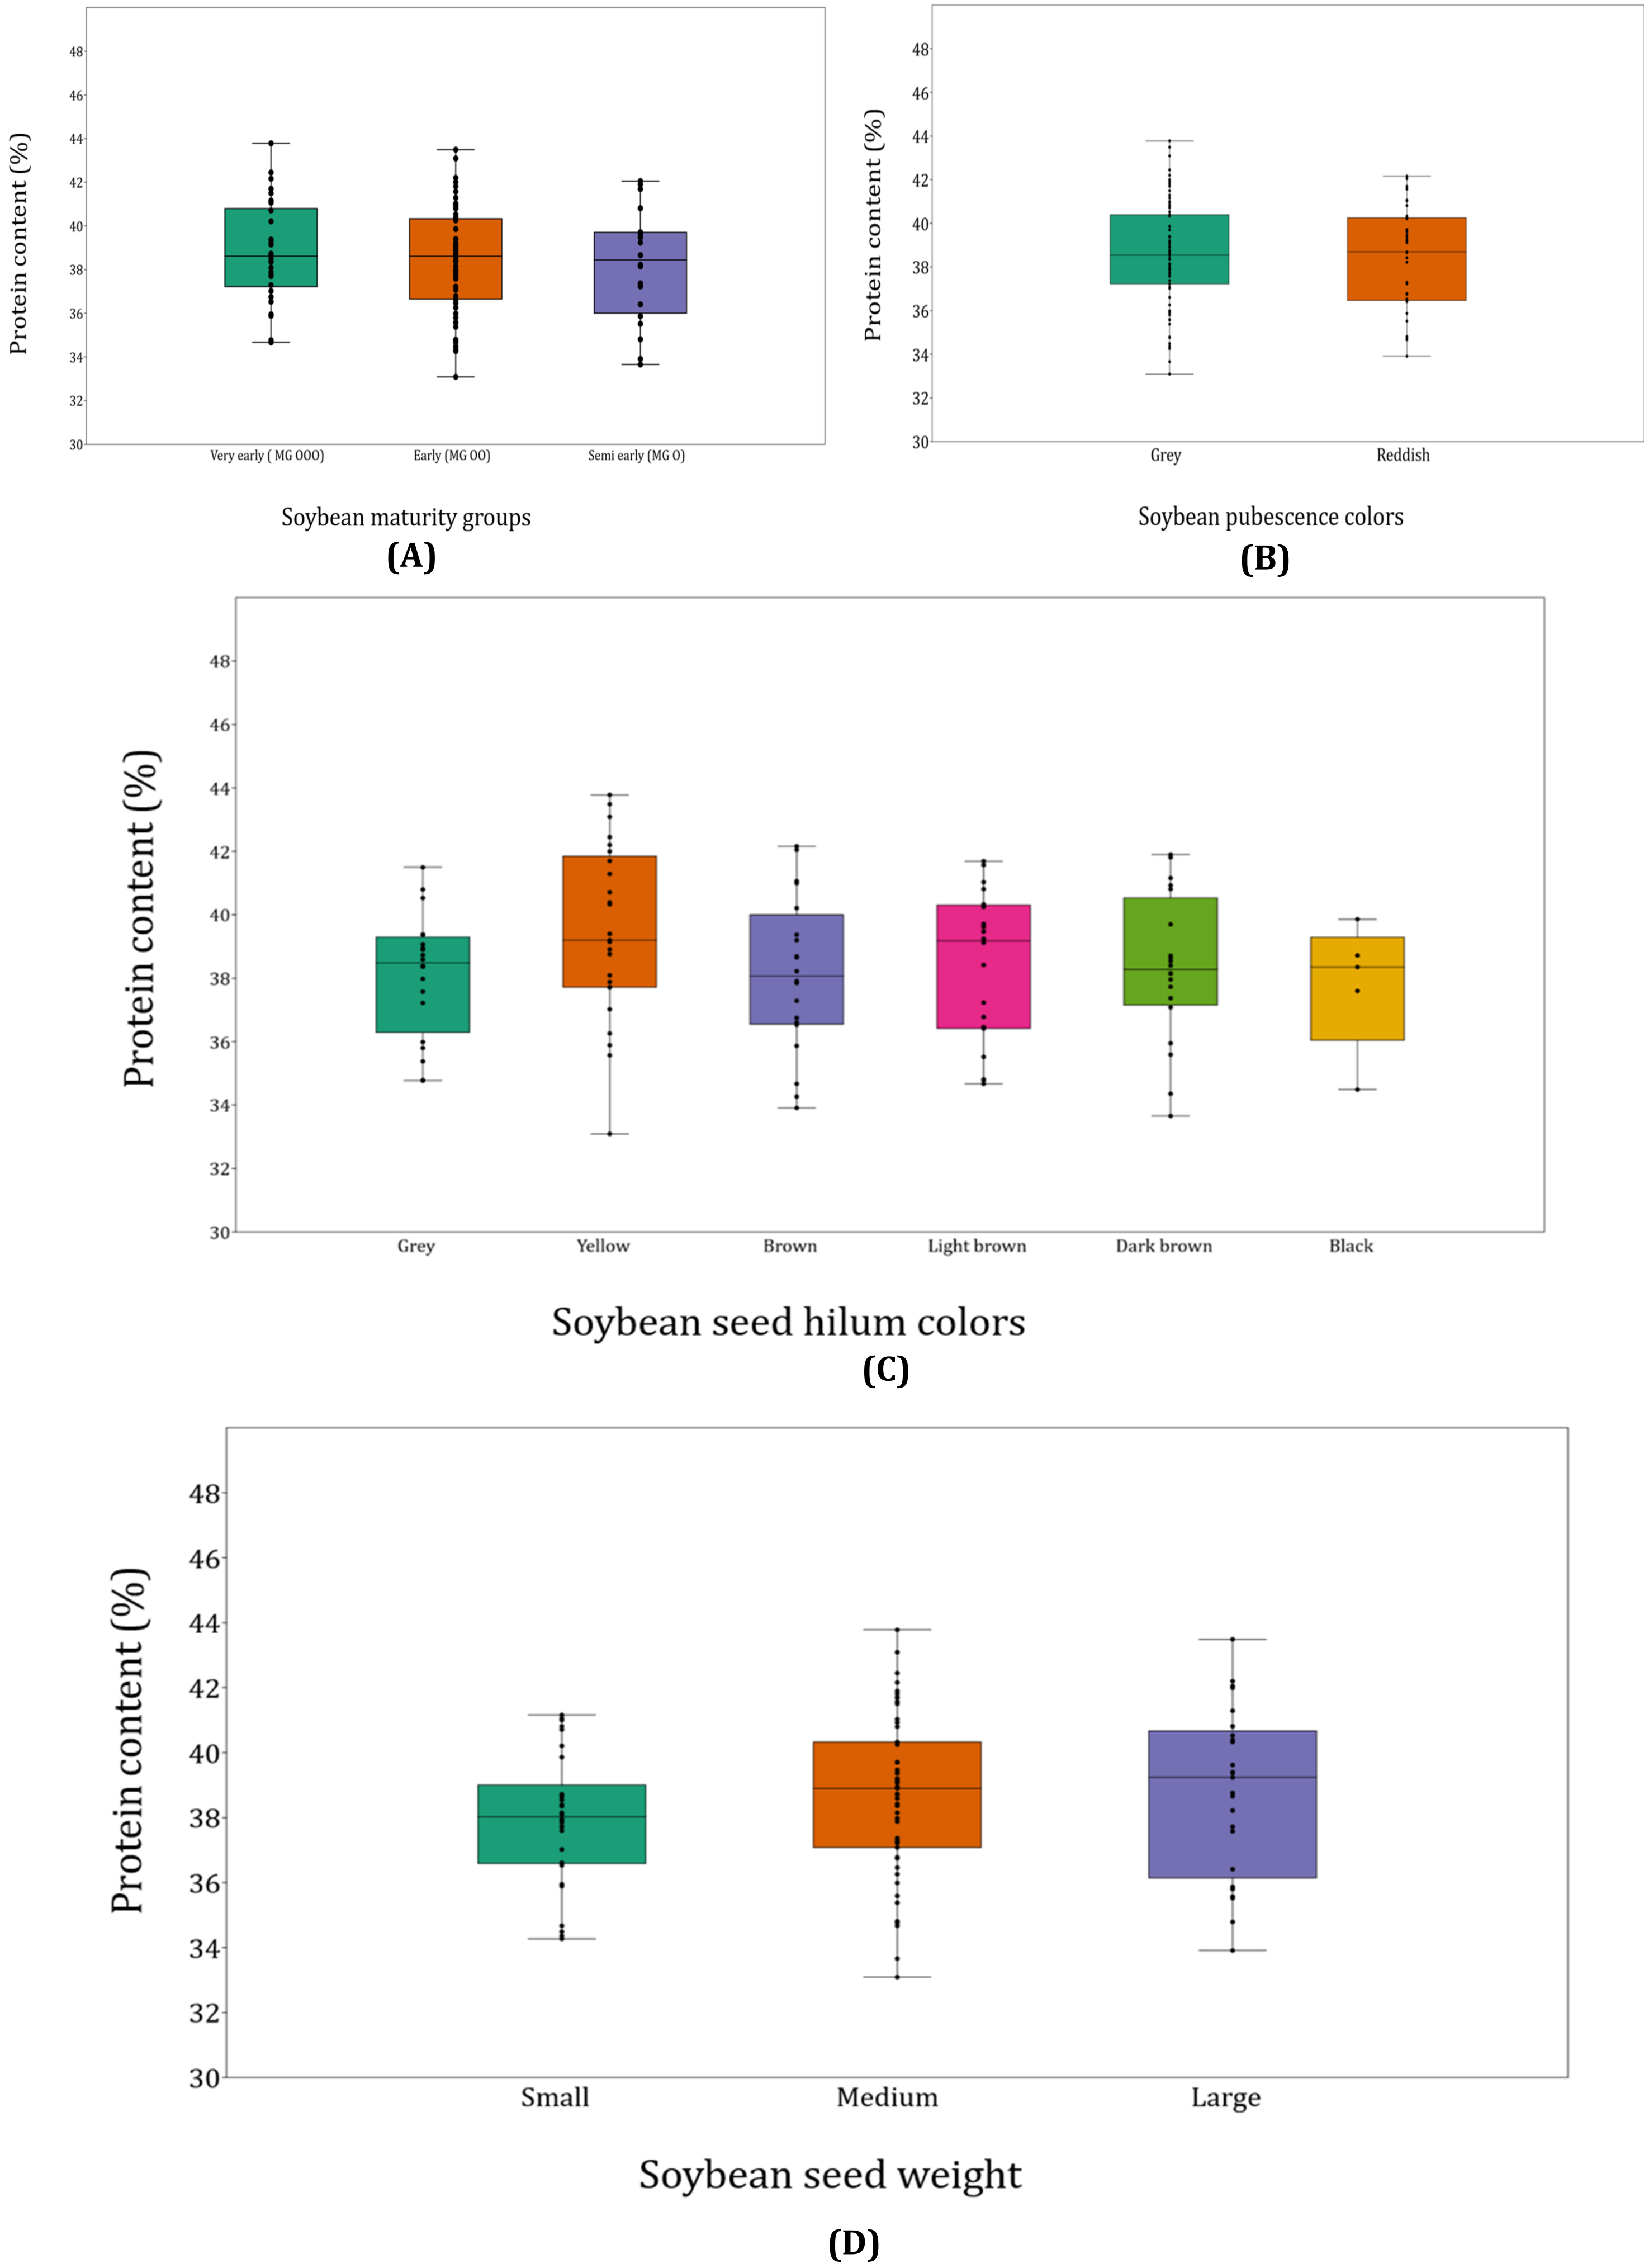 Protein content (%)
48
46
44
42
40
38
36
34
32
30
Very early ( MG 000)
Early (MG 00)
Semi early (MG 0)
Soybean maturity groups
(A)
Protein content (%)
48
46
44
42
40
38
36
34
32
30
Grey
Reddish
Soybean pubescence colors
(B)
Protein content (%)
48
46
44
42
40
38
36
34
32
30
Grey
Yellow
Brown
Light brown
Dark brown
Black
Soybean seed hilum colors
(C)
Protein content (%)
48
46
44
42
40
38
36
34
32
30
Small
Medium
Large
Soybean seed weight
(D)